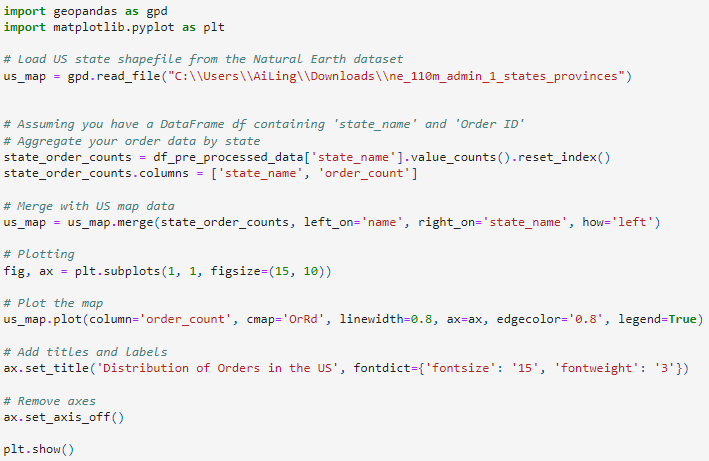 import geopandas as gpd
import matplotlib.pyplot as plt
# Load US state shapefile from the Natural Earth dataset
us_map = gpd.read_file("C:\\Users\\AiLing\\Downloads\\ne_110m_admin_1_states_provinces")
# Assuming you have a DataFrame df containing 'state_name' and 'Order ID'
# Aggregate your order data by state
state_order_counts = df_pre_processed_data['state_name'].value_counts().reset_index()
state_order_counts.columns = ['state_name', 'order_count']
# Merge with US map data
us_map = us_map.merge(state_order_counts, left_on='name', right_on='state_name', how='left')
# Plotting
fig, ax = plt.subplots(1, 1, figsize=(15, 10))
# Plot the map
us_map.plot(column='order_count', cmap='OrRd', linewidth=0.8, ax=ax, edgecolor='0.8', legend=True)
# Add titles and labels
ax.set_title('Distribution of Orders in the US', fontdict={'fontsize': '15', 'fontweight': '3'})
# Remove axes
ax.set_axis_off()
plt.show()